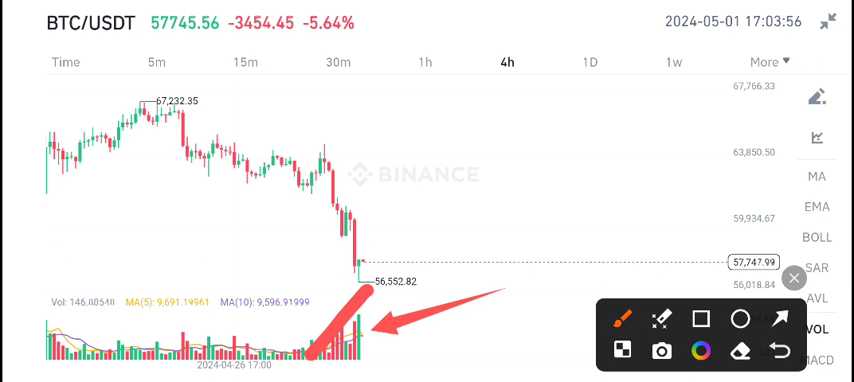 BTC/USDT 57745.56 -3454.45 -5.64% 2024-05-01 17:03:56
Time 5m 15m 30m 1h 4h 1D 1w More
67,766.33
67,232.35
MA
63,850.50
BINANCE
EMA
59,934.67
BOLL
57,747.99
SAR
56,552.82
56,018.84
AVL
Vol: 146.80540 MA(5): 9,691.19961 MA(10): 9,596.91999
VOL
MACD
2024-04-26 17:00